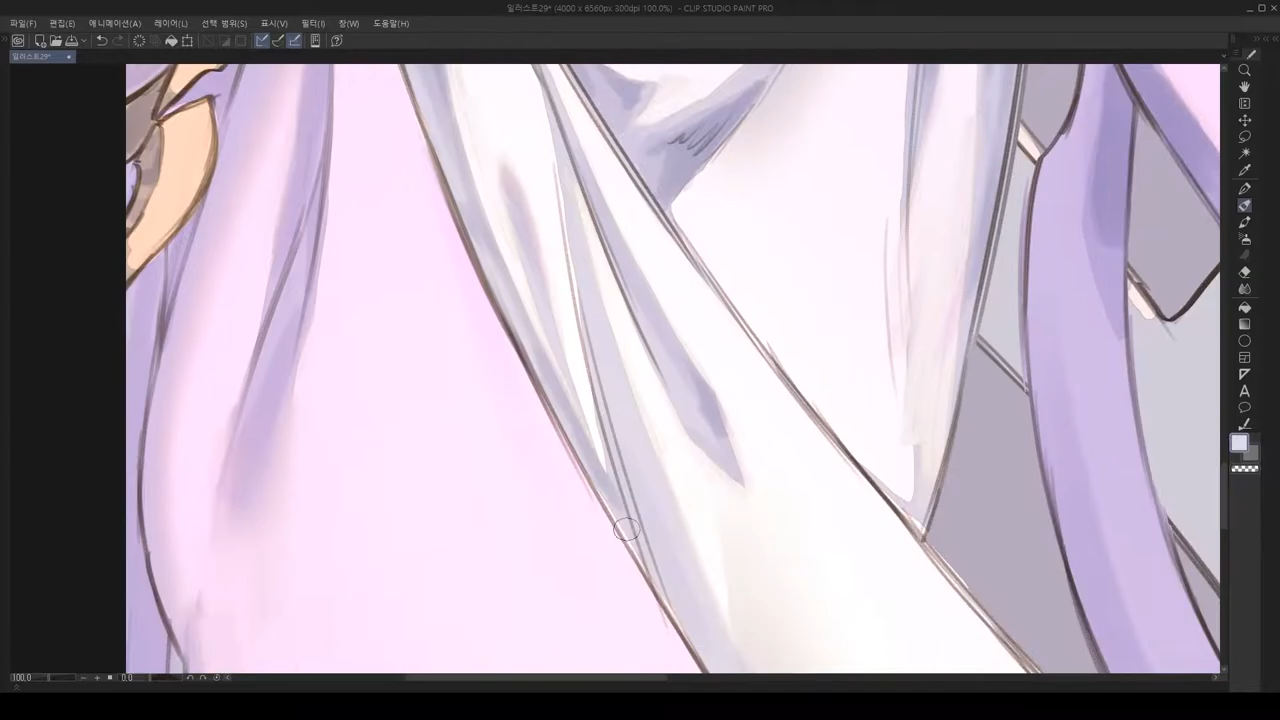 일러스트29* (4000 x 6560px 300dpi 100.0%) - CLIP STUDIO PAINT PRO
파일(F) 편집(E) 애니메이션(A) 레이어(L) 선택 범위(S) 표시(V) 필터(I) 창(W) 도움말(H)
일러스트29*
100.0 0.0